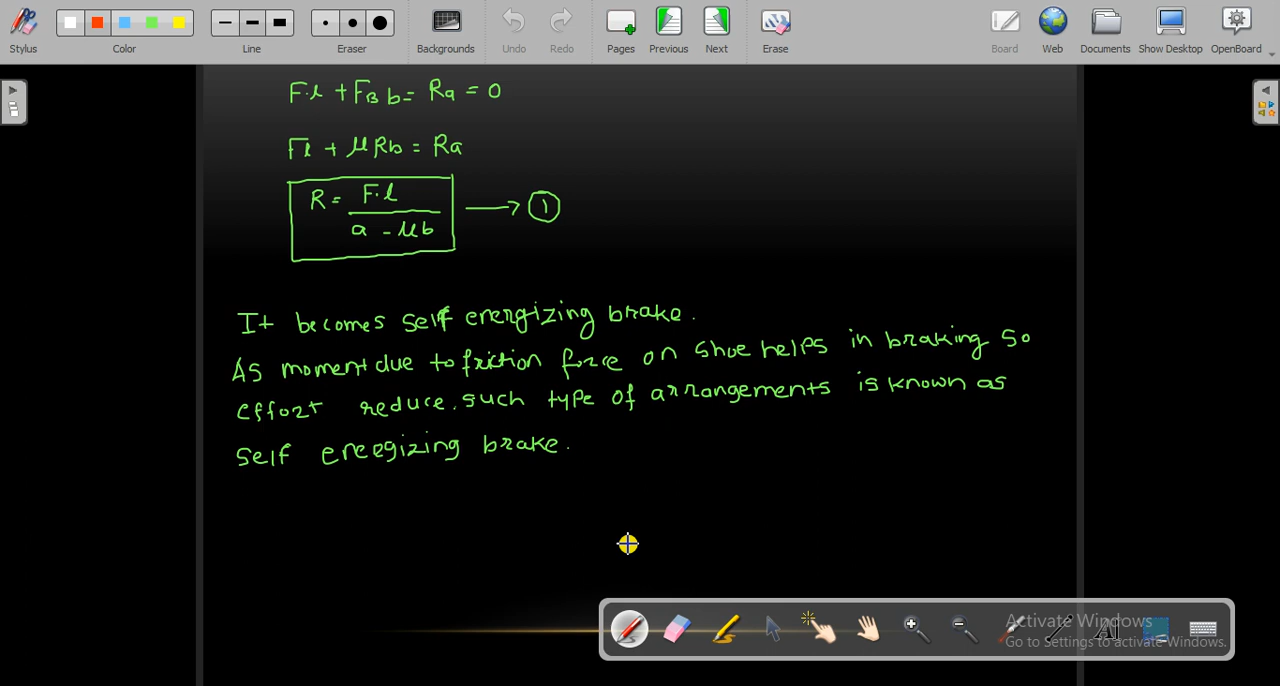 Stylus Color Line Eraser Backgrounds Undo Redo Pages Previous Next Erase Board Web Documents Show Desktop OpenBoard
F.l + FB b = Ra = 0
Fl + μRb = Ra
R = F.l / a - μb → 1
It becomes self energizing brake.
As moment due to friction force on shoe helps in braking so
effort reduce. such type of arrangements is known as
self energizing brake.
Activate Windows
Go to Settings to activate Windows.